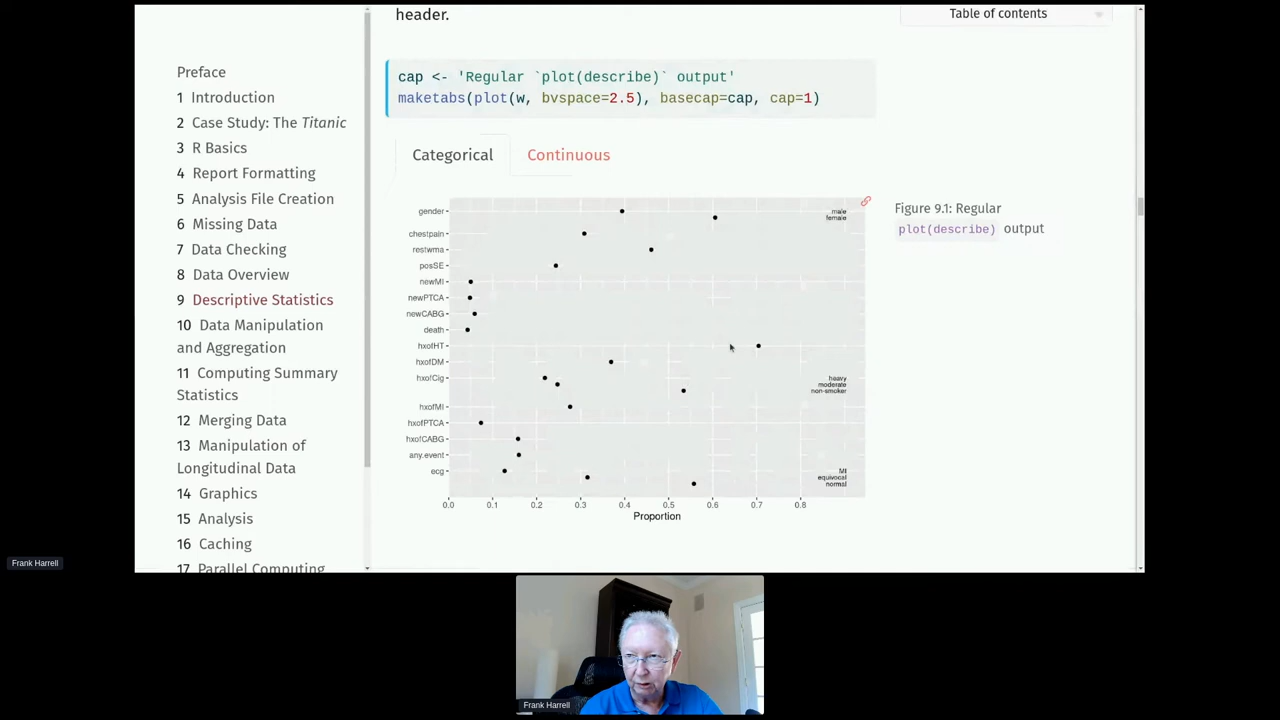 header.
Table of contents
Preface
1 Introduction
2 Case Study: The Titanic
3 R Basics
4 Report Formatting
5 Analysis File Creation
6 Missing Data
7 Data Checking
8 Data Overview
9 Descriptive Statistics
10 Data Manipulation
and Aggregation
11 Computing Summary
Statistics
12 Merging Data
13 Manipulation of
Longitudinal Data
14 Graphics
15 Analysis
16 Caching
17 Parallel Computing
cap <- 'Regular `plot(describe)` output'
maketabs(plot(w, bvspace=2.5), basecap=cap, cap=1)
Categorical
Continuous
gender
male
female
chestpain
restwma
posSE
newMI
newPTCA
newCABG
death
hxofHT
hxofDM
hxofCig
heavy
moderate
non-smoker
hxofMI
hxofPTCA
hxofCABG
any.event
ecg
MI
equivocal
normal
0.0 0.1 0.2 0.3 0.4 0.5 0.6 0.7 0.8
Proportion
Figure 9.1: Regular
plot(describe) output
Frank Harrell
Frank Harrell